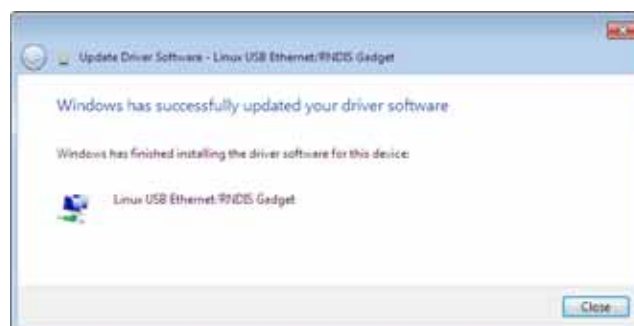 Update Driver Software - Linux USB Ethernet/RNDIS Gadget
Windows has successfully updated your driver software
Windows has finished installing the driver software for this device:
Linux USB Ethernet/RNDIS Gadget
Close